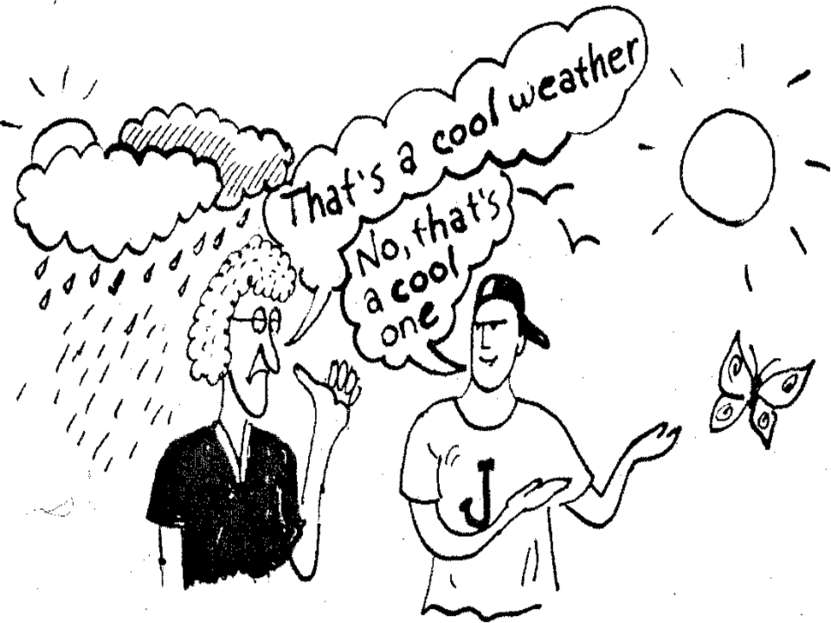 That's a cool weather
No, that's
a cool
one
J